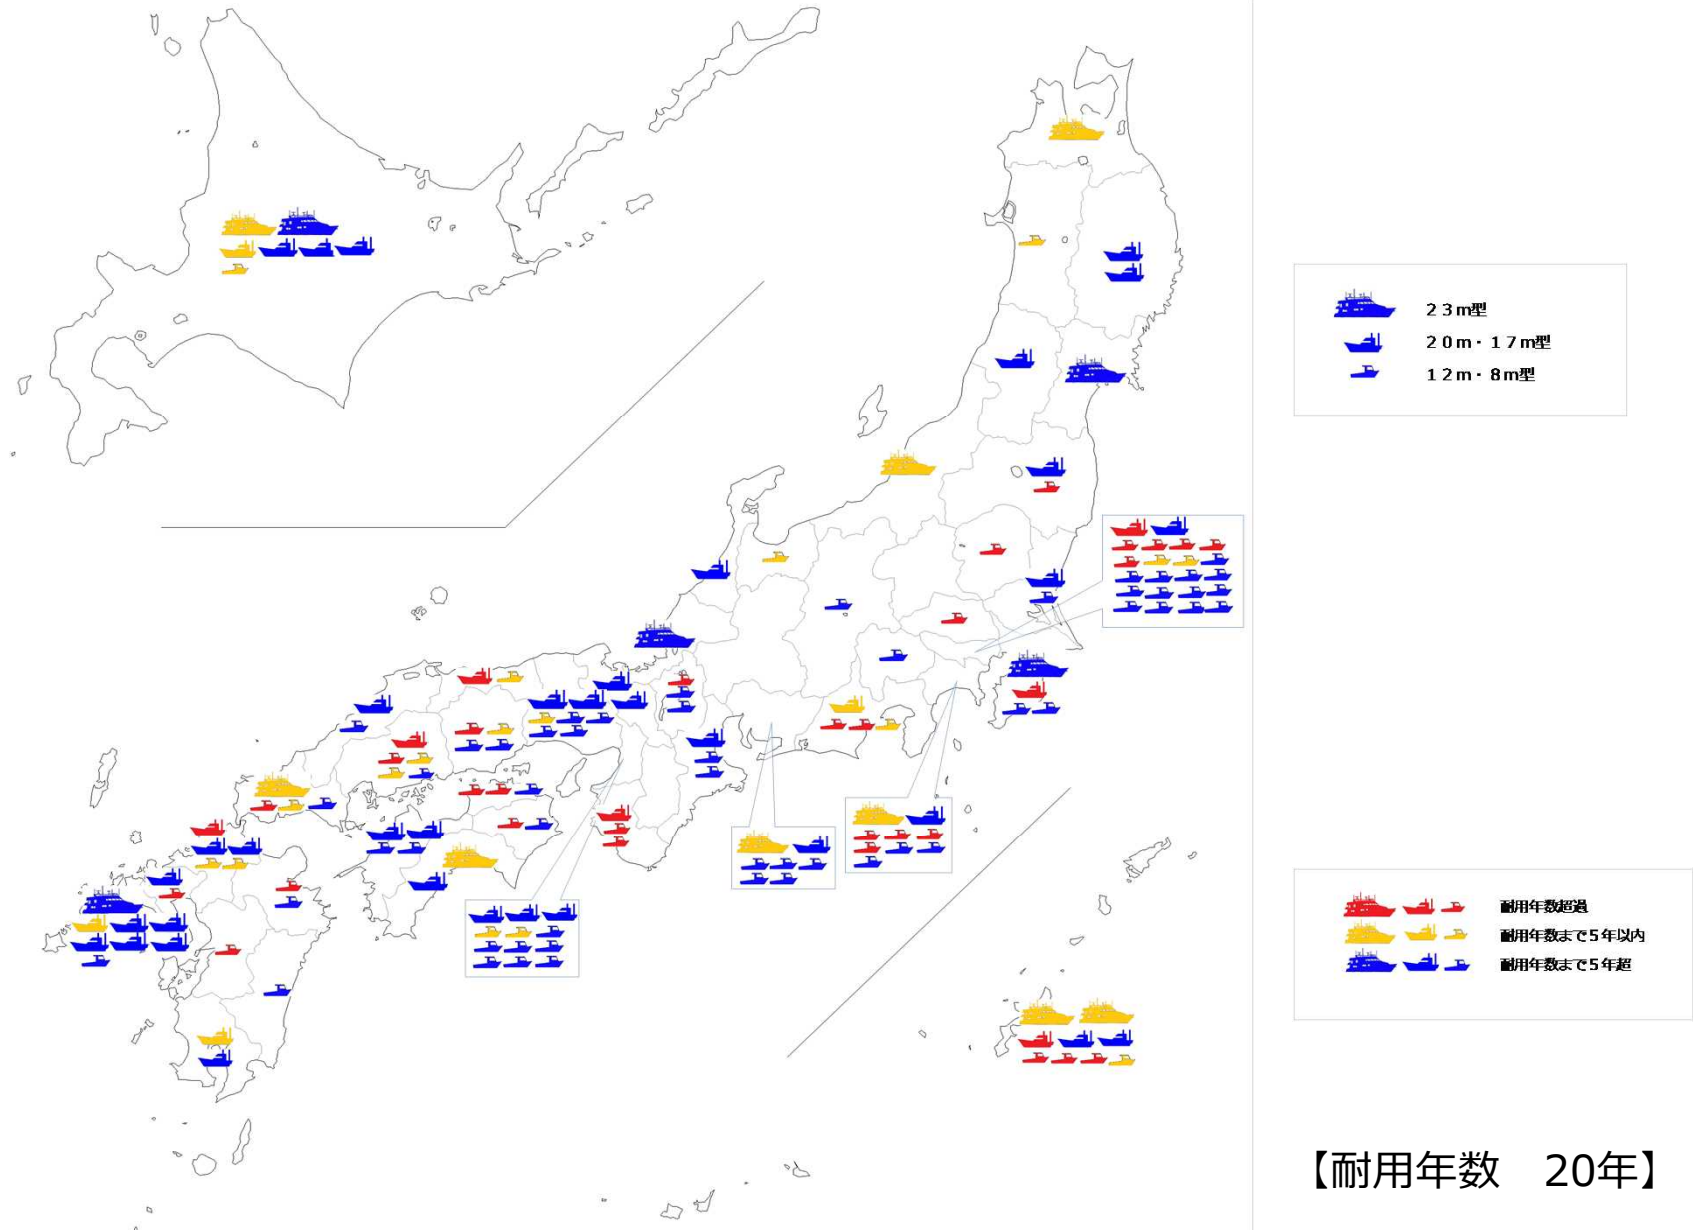 ２３ｍ型
２０ｍ・１７ｍ型
１２ｍ・８ｍ型
耐用年数超過
耐用年数まで５年以内
耐用年数まで５年超
【耐用年数　20年】